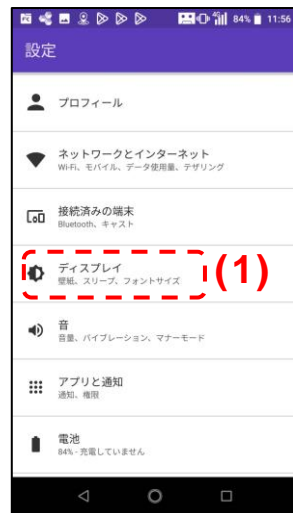 84% 11:56
設定
プロフィール
ネットワークとインターネット
Wi-Fi、モバイル、データ使用量、テザリング
接続済みの端末
Bluetooth、キャスト
ディスプレイ
壁紙、スリープ、フォントサイズ
(1)
音
音量、バイブレーション、マナーモード
アプリと通知
通知、権限
電池
84% - 充電していません